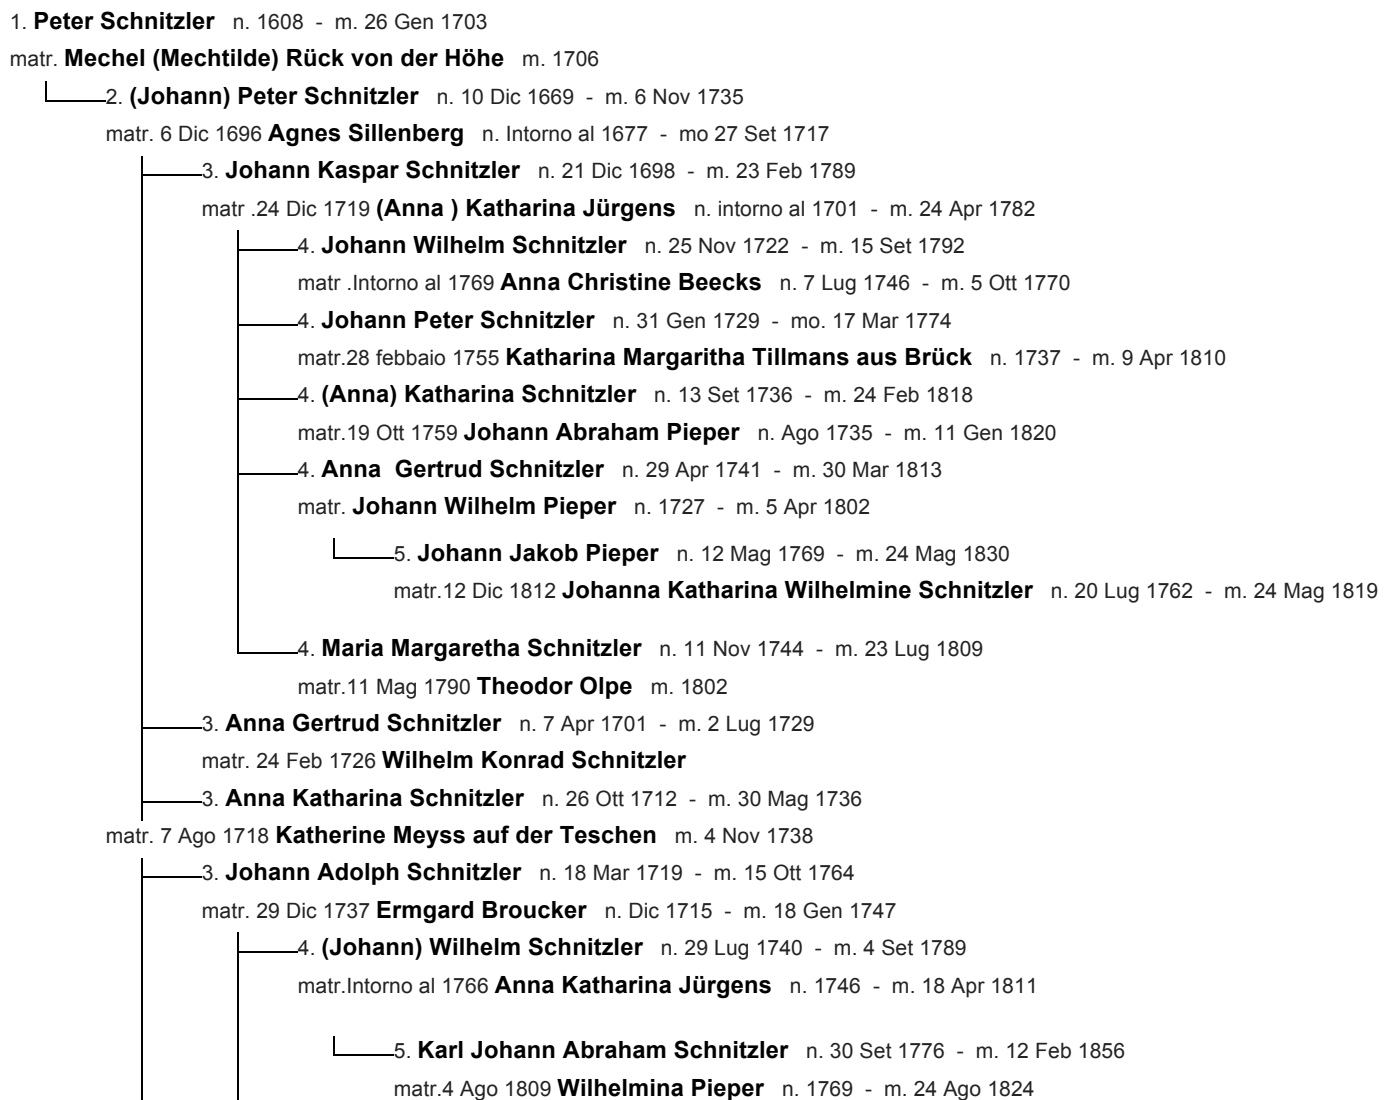 1. Peter Schnitzler n. 1608 - m. 26 Gen 1703
matr. Mechel (Mechtilde) Rück von der Höhe m. 1706
2. (Johann) Peter Schnitzler n. 10 Dic 1669 - m. 6 Nov 1735
matr. 6 Dic 1696 Agnes Sillenberg n. Intorno al 1677 - mo 27 Set 1717
3. Johann Kaspar Schnitzler n. 21 Dic 1698 - m. 23 Feb 1789
matr .24 Dic 1719 (Anna ) Katharina Jürgens n. intorno al 1701 - m. 24 Apr 1782
4. Johann Wilhelm Schnitzler n. 25 Nov 1722 - m. 15 Set 1792
matr .Intorno al 1769 Anna Christine Beecks n. 7 Lug 1746 - m. 5 Ott 1770
4. Johann Peter Schnitzler n. 31 Gen 1729 - mo. 17 Mar 1774
matr.28 febbaio 1755 Katharina Margaritha Tillmans aus Brück n. 1737 - m. 9 Apr 1810
4. (Anna) Katharina Schnitzler n. 13 Set 1736 - m. 24 Feb 1818
matr.19 Ott 1759 Johann Abraham Pieper n. Ago 1735 - m. 11 Gen 1820
4. Anna Gertrud Schnitzler n. 29 Apr 1741 - m. 30 Mar 1813
matr. Johann Wilhelm Pieper n. 1727 - m. 5 Apr 1802
5. Johann Jakob Pieper n. 12 Mag 1769 - m. 24 Mag 1830
matr.12 Dic 1812 Johanna Katharina Wilhelmine Schnitzler n. 20 Lug 1762 - m. 24 Mag 1819
4. Maria Margaretha Schnitzler n. 11 Nov 1744 - m. 23 Lug 1809
matr.11 Mag 1790 Theodor Olpe m. 1802
3. Anna Gertrud Schnitzler n. 7 Apr 1701 - m. 2 Lug 1729
matr. 24 Feb 1726 Wilhelm Konrad Schnitzler
3. Anna Katharina Schnitzler n. 26 Ott 1712 - m. 30 Mag 1736
matr. 7 Ago 1718 Katherine Meyss auf der Teschen m. 4 Nov 1738
3. Johann Adolph Schnitzler n. 18 Mar 1719 - m. 15 Ott 1764
matr. 29 Dic 1737 Ermgard Broucker n. Dic 1715 - m. 18 Gen 1747
4. (Johann) Wilhelm Schnitzler n. 29 Lug 1740 - m. 4 Set 1789
matr.Intorno al 1766 Anna Katharina Jürgens n. 1746 - m. 18 Apr 1811
5. Karl Johann Abraham Schnitzler n. 30 Set 1776 - m. 12 Feb 1856
matr.4 Ago 1809 Wilhelmina Pieper n. 1769 - m. 24 Ago 1824